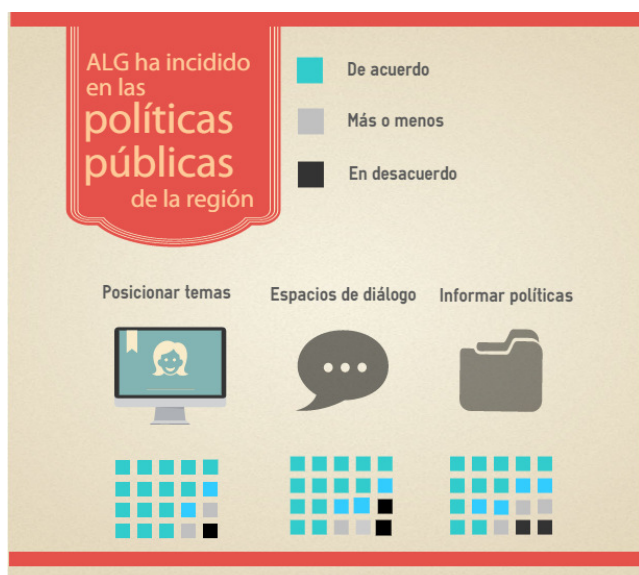 ALG ha incidido
en las
políticas
públicas
de la región
De acuerdo
Más o menos
En desacuerdo
Posicionar temas
Espacios de diálogo
Informar políticas